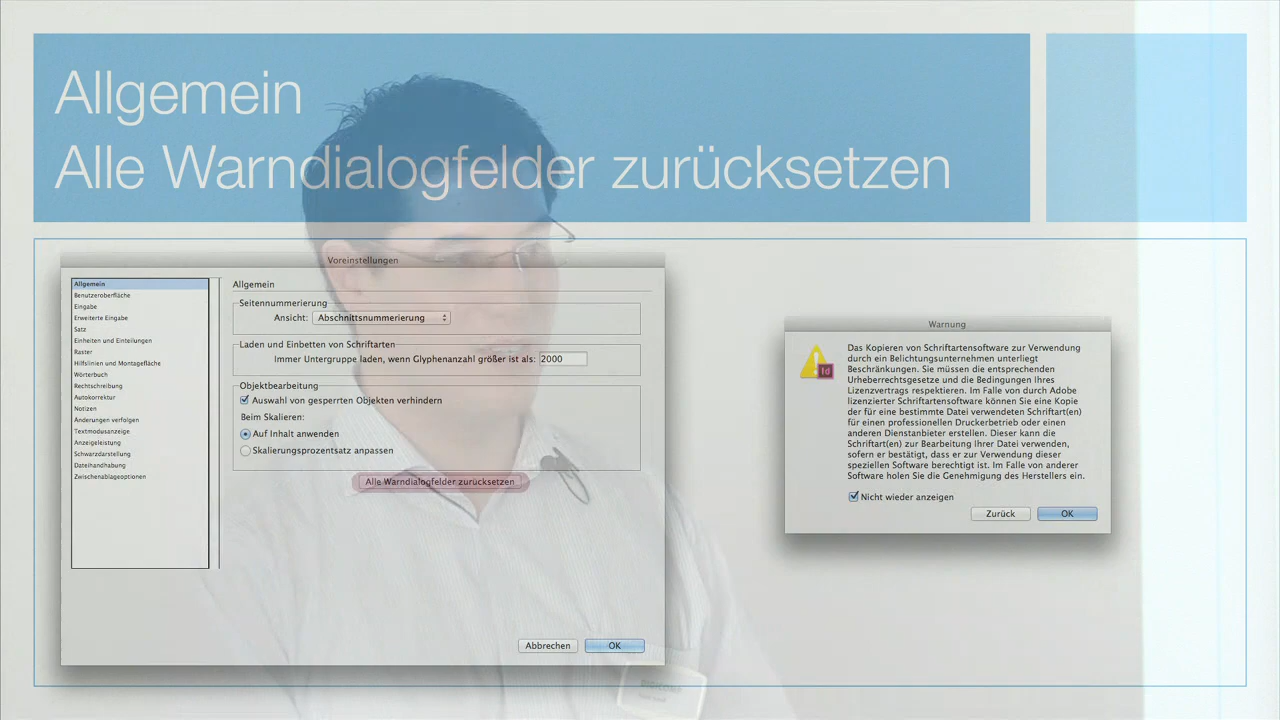 Allgemein
Alle Warndialogfelder zurücksetzen
Voreinstellungen
Allgemein
Benutzeroberfläche
Eingabe
Erweiterte Eingabe
Satz
Einheiten und Einteilungen
Raster
Hilfslinien und Montagefläche
Wörterbuch
Rechtschreibung
Autokorrektur
Notizen
Änderungen verfolgen
Textmodusanzeige
Anzeigeleistung
Schwarzdarstellung
Dateihandhabung
Zwischenablageoptionen
Allgemein
Seitennummerierung
Ansicht: Abschnittsnummerierung
Laden und Einbetten von Schriftarten
Immer Untergruppe laden, wenn Glyphenanzahl größer ist als: 2000
Objektbearbeitung
Auswahl von gesperrten Objekten verhindern
Beim Skalieren:
Auf Inhalt anwenden
Skalierungsprozentsatz anpassen
Alle Warndialogfelder zurücksetzen
Abbrechen
OK
Warnung
Id
Das Kopieren von Schriftartensoftware zur Verwendung
durch ein Belichtungsunternehmen unterliegt
Beschränkungen. Sie müssen die entsprechenden
Urheberrechtsgesetze und die Bedingungen Ihres
Lizenzvertrags respektieren. Im Falle von durch Adobe
lizenzierter Schriftartensoftware können Sie eine Kopie
der für eine bestimmte Datei verwendeten Schriftart(en)
für einen professionellen Druckerbetrieb oder einen
anderen Dienstanbieter erstellen. Dieser kann die
Schriftart(en) zur Bearbeitung Ihrer Datei verwenden,
sofern er bestätigt, dass er zur Verwendung dieser
speziellen Software berechtigt ist. Im Falle von anderer
Software holen Sie die Genehmigung des Herstellers ein.
Nicht wieder anzeigen
Zurück
OK